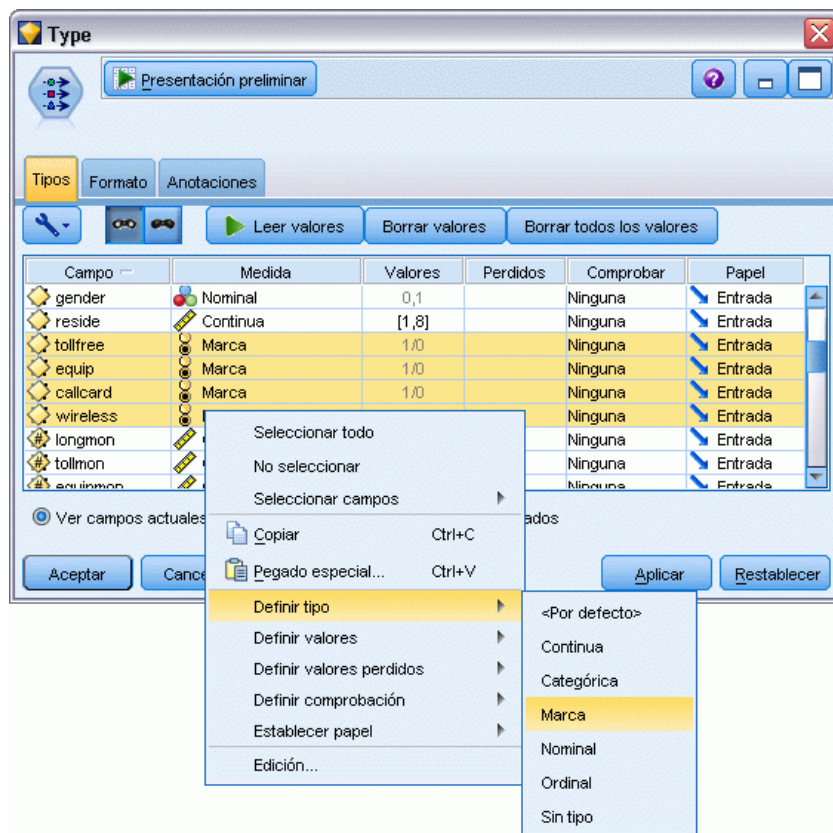 Type
Presentación preliminar
Tipos Formato Anotaciones
Leer valores Borrar valores Borrar todos los valores
Campo Medida Valores Perdidos Comprobar Papel
gender Nominal 0,1 Ninguna Entrada
reside Continua [1,8] Ninguna Entrada
tollfree Marca 1/0 Ninguna Entrada
equip Marca 1/0 Ninguna Entrada
callcard Marca 1/0 Ninguna Entrada
wireless Ninguna Entrada
longmon Ninguna Entrada
tollmon Ninguna Entrada
equipmon Ninguna Entrada
Ver campos actuales
Aceptar Aplicar Restablecer
Seleccionar todo
No seleccionar
Seleccionar campos
Copiar Ctrl+C
Pegado especial... Ctrl+V
Definir tipo
Definir valores
Definir valores perdidos
Definir comprobación
Establecer papel
Edición...
<Por defecto>
Continua
Categórica
Marca
Nominal
Ordinal
Sin tipo